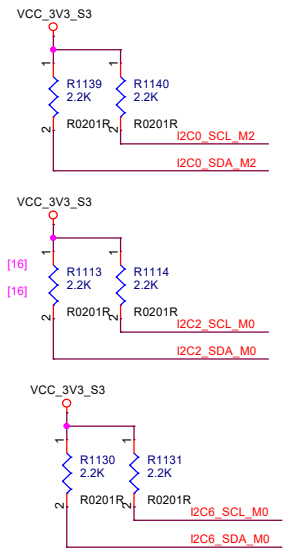 VCC_3V3_S3
1 1
R1139 R1140
2.2K 2.2K
2 R0201R 2 R0201R
I2C0_SCL_M2
I2C0_SDA_M2
VCC_3V3_S3
1 1
[16] R1113 R1114
[16] 2.2K 2.2K
2 R0201R 2 R0201R
I2C2_SCL_M0
I2C2_SDA_M0
VCC_3V3_S3
1 1
R1130 R1131
2.2K 2.2K
2 R0201R 2 R0201R
I2C6_SCL_M0
I2C6_SDA_M0